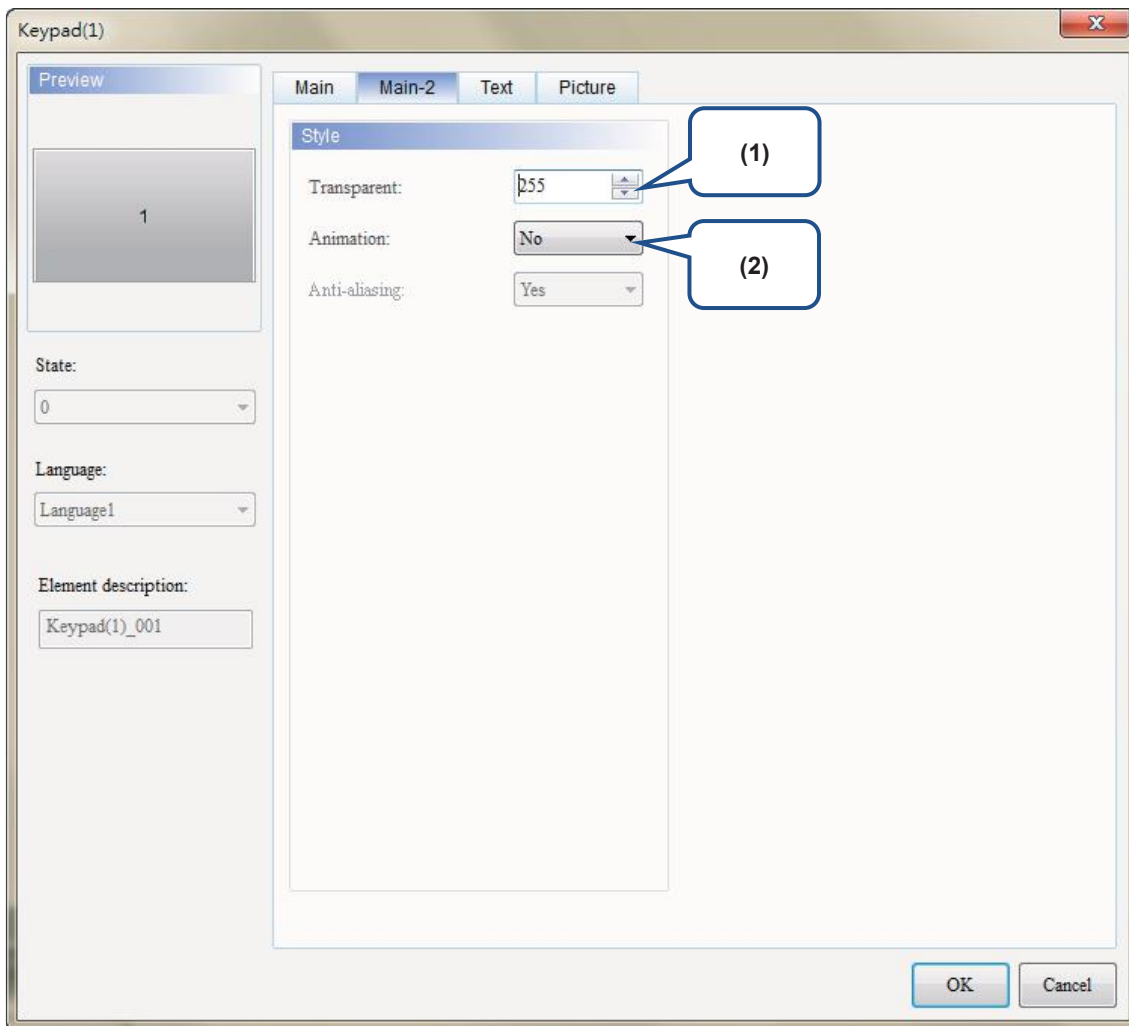 Keypad(1)
Preview
1
State:
0
Language:
Language1
Element description:
Keypad(1)_001
Main Main-2 Text Picture
Style
Transparent: 255
Animation: No
Anti-aliasing: Yes
(1)
(2)
OK Cancel